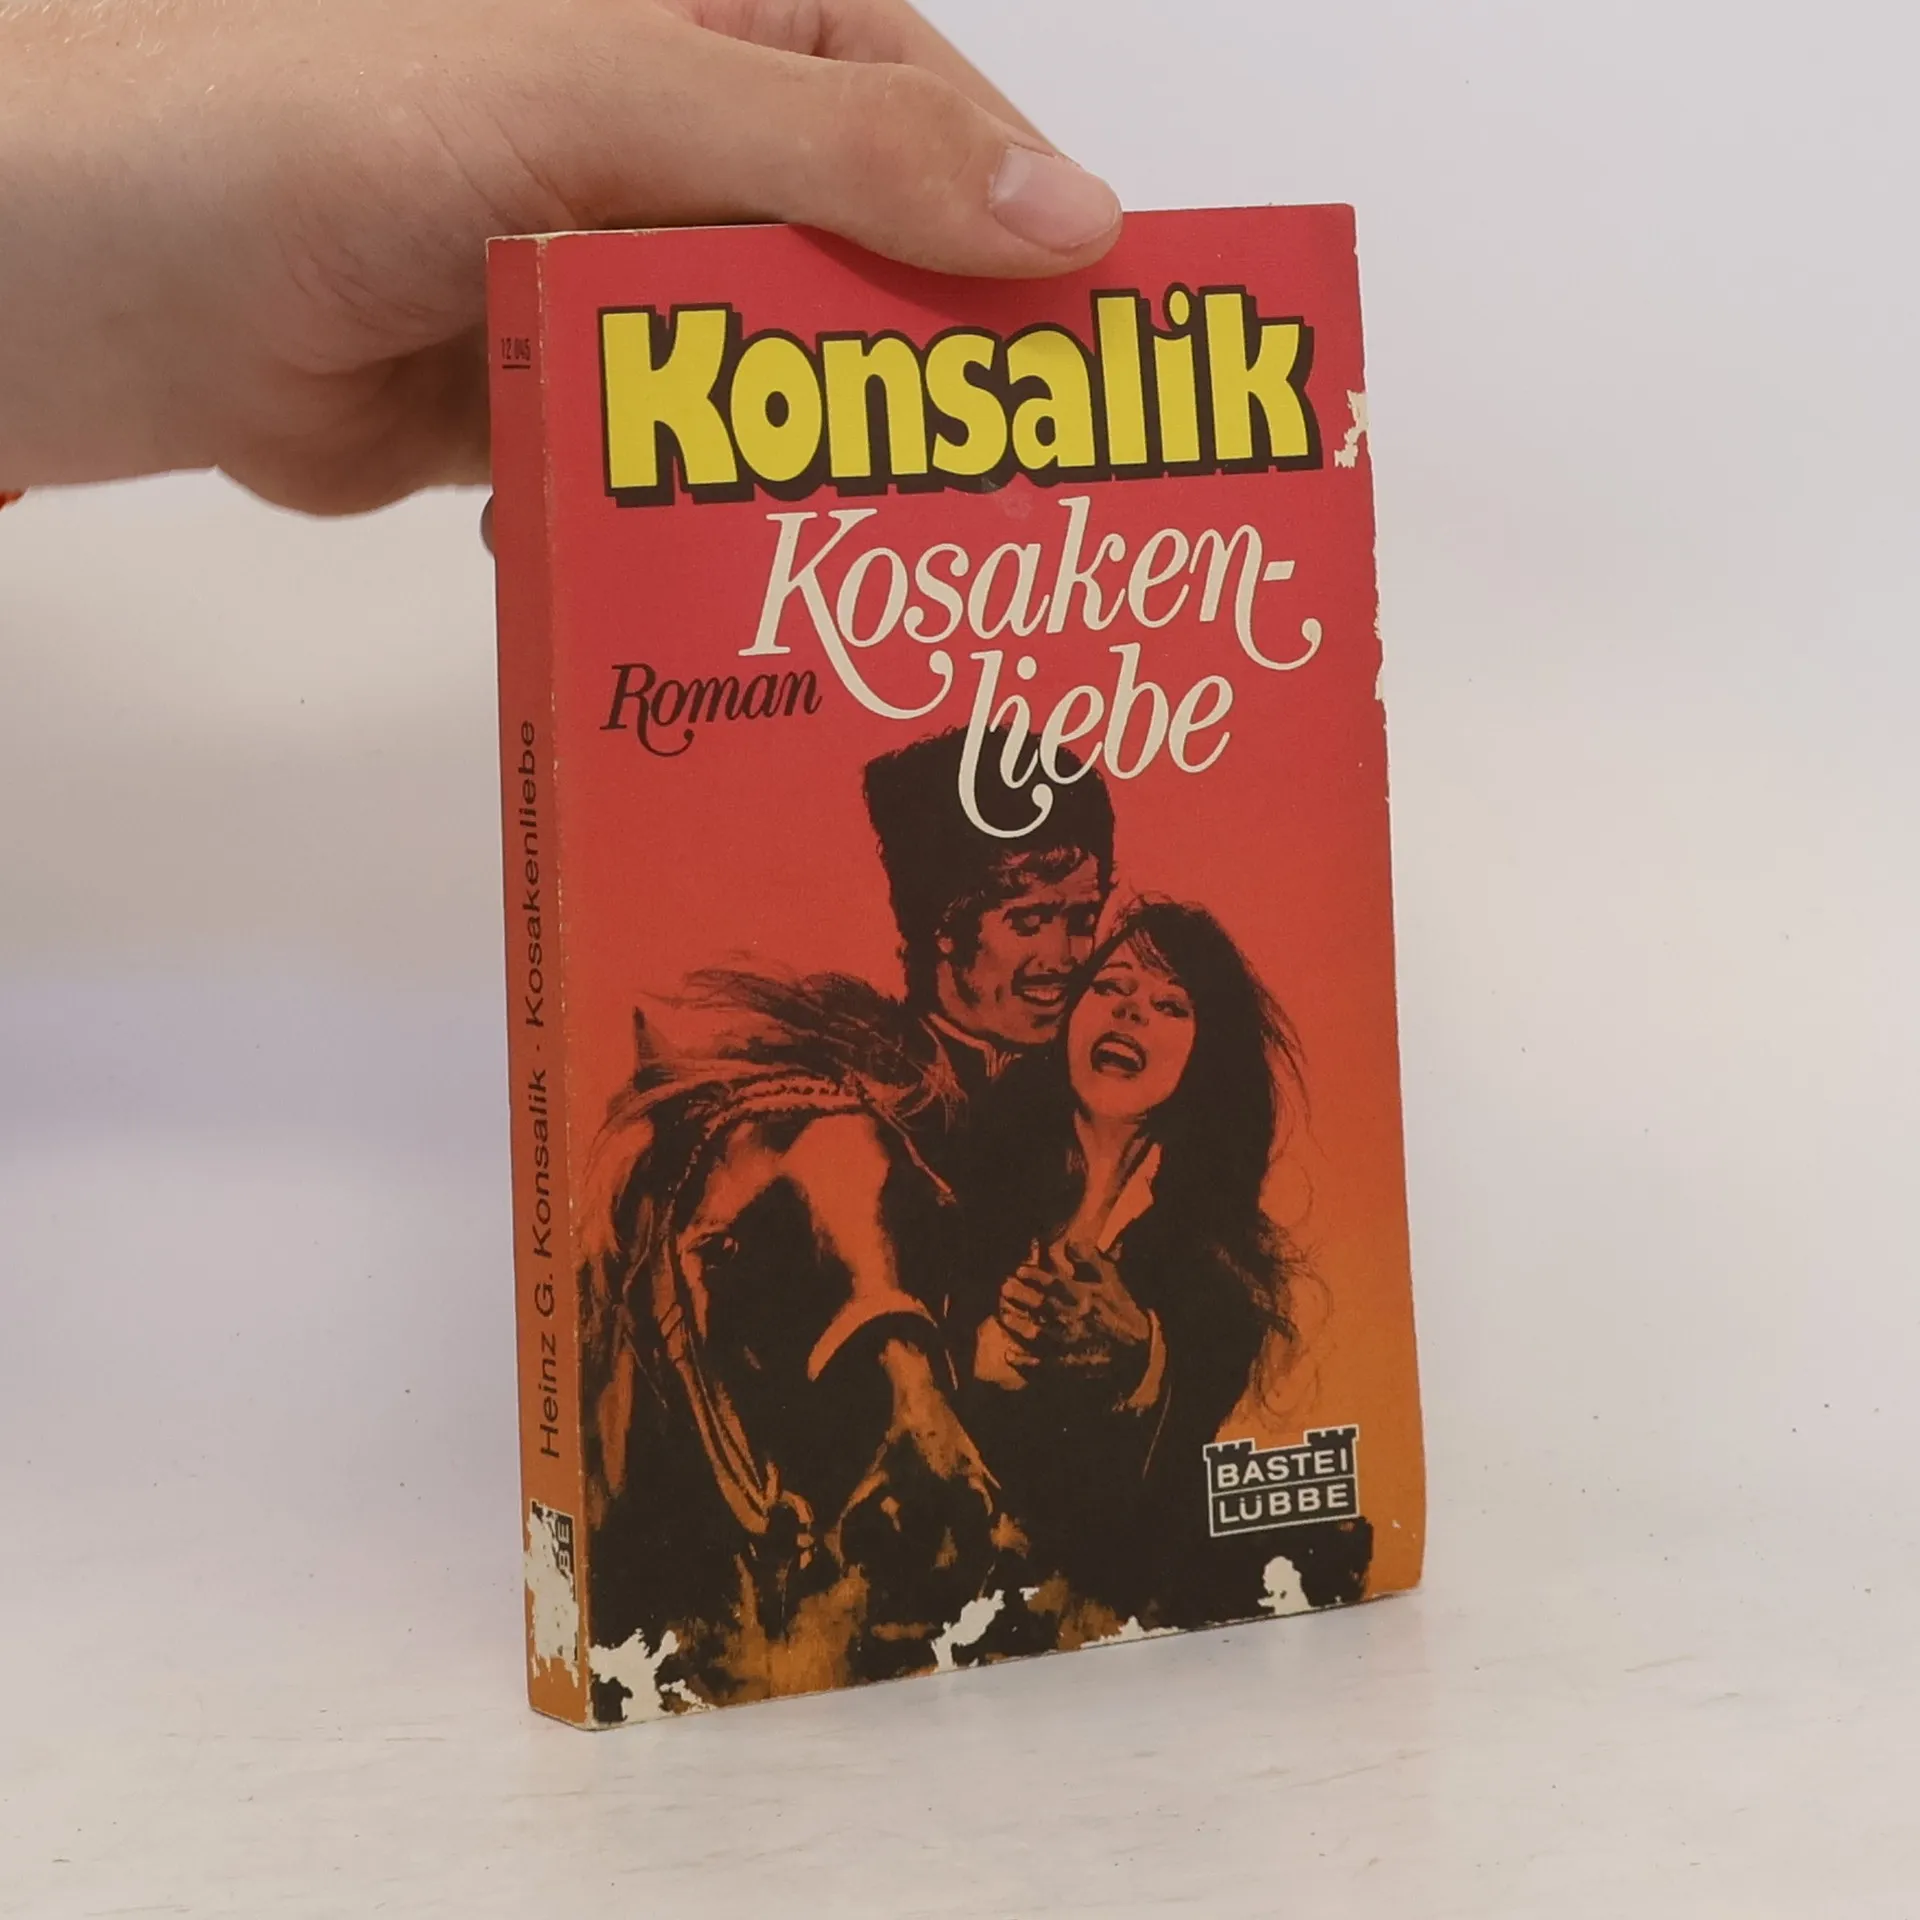 Konsalik
Kosaken-
liebe
Roman
BASTEI
LÜBBE
12 045
Heinz G. Konsalik · Kosakenliebe